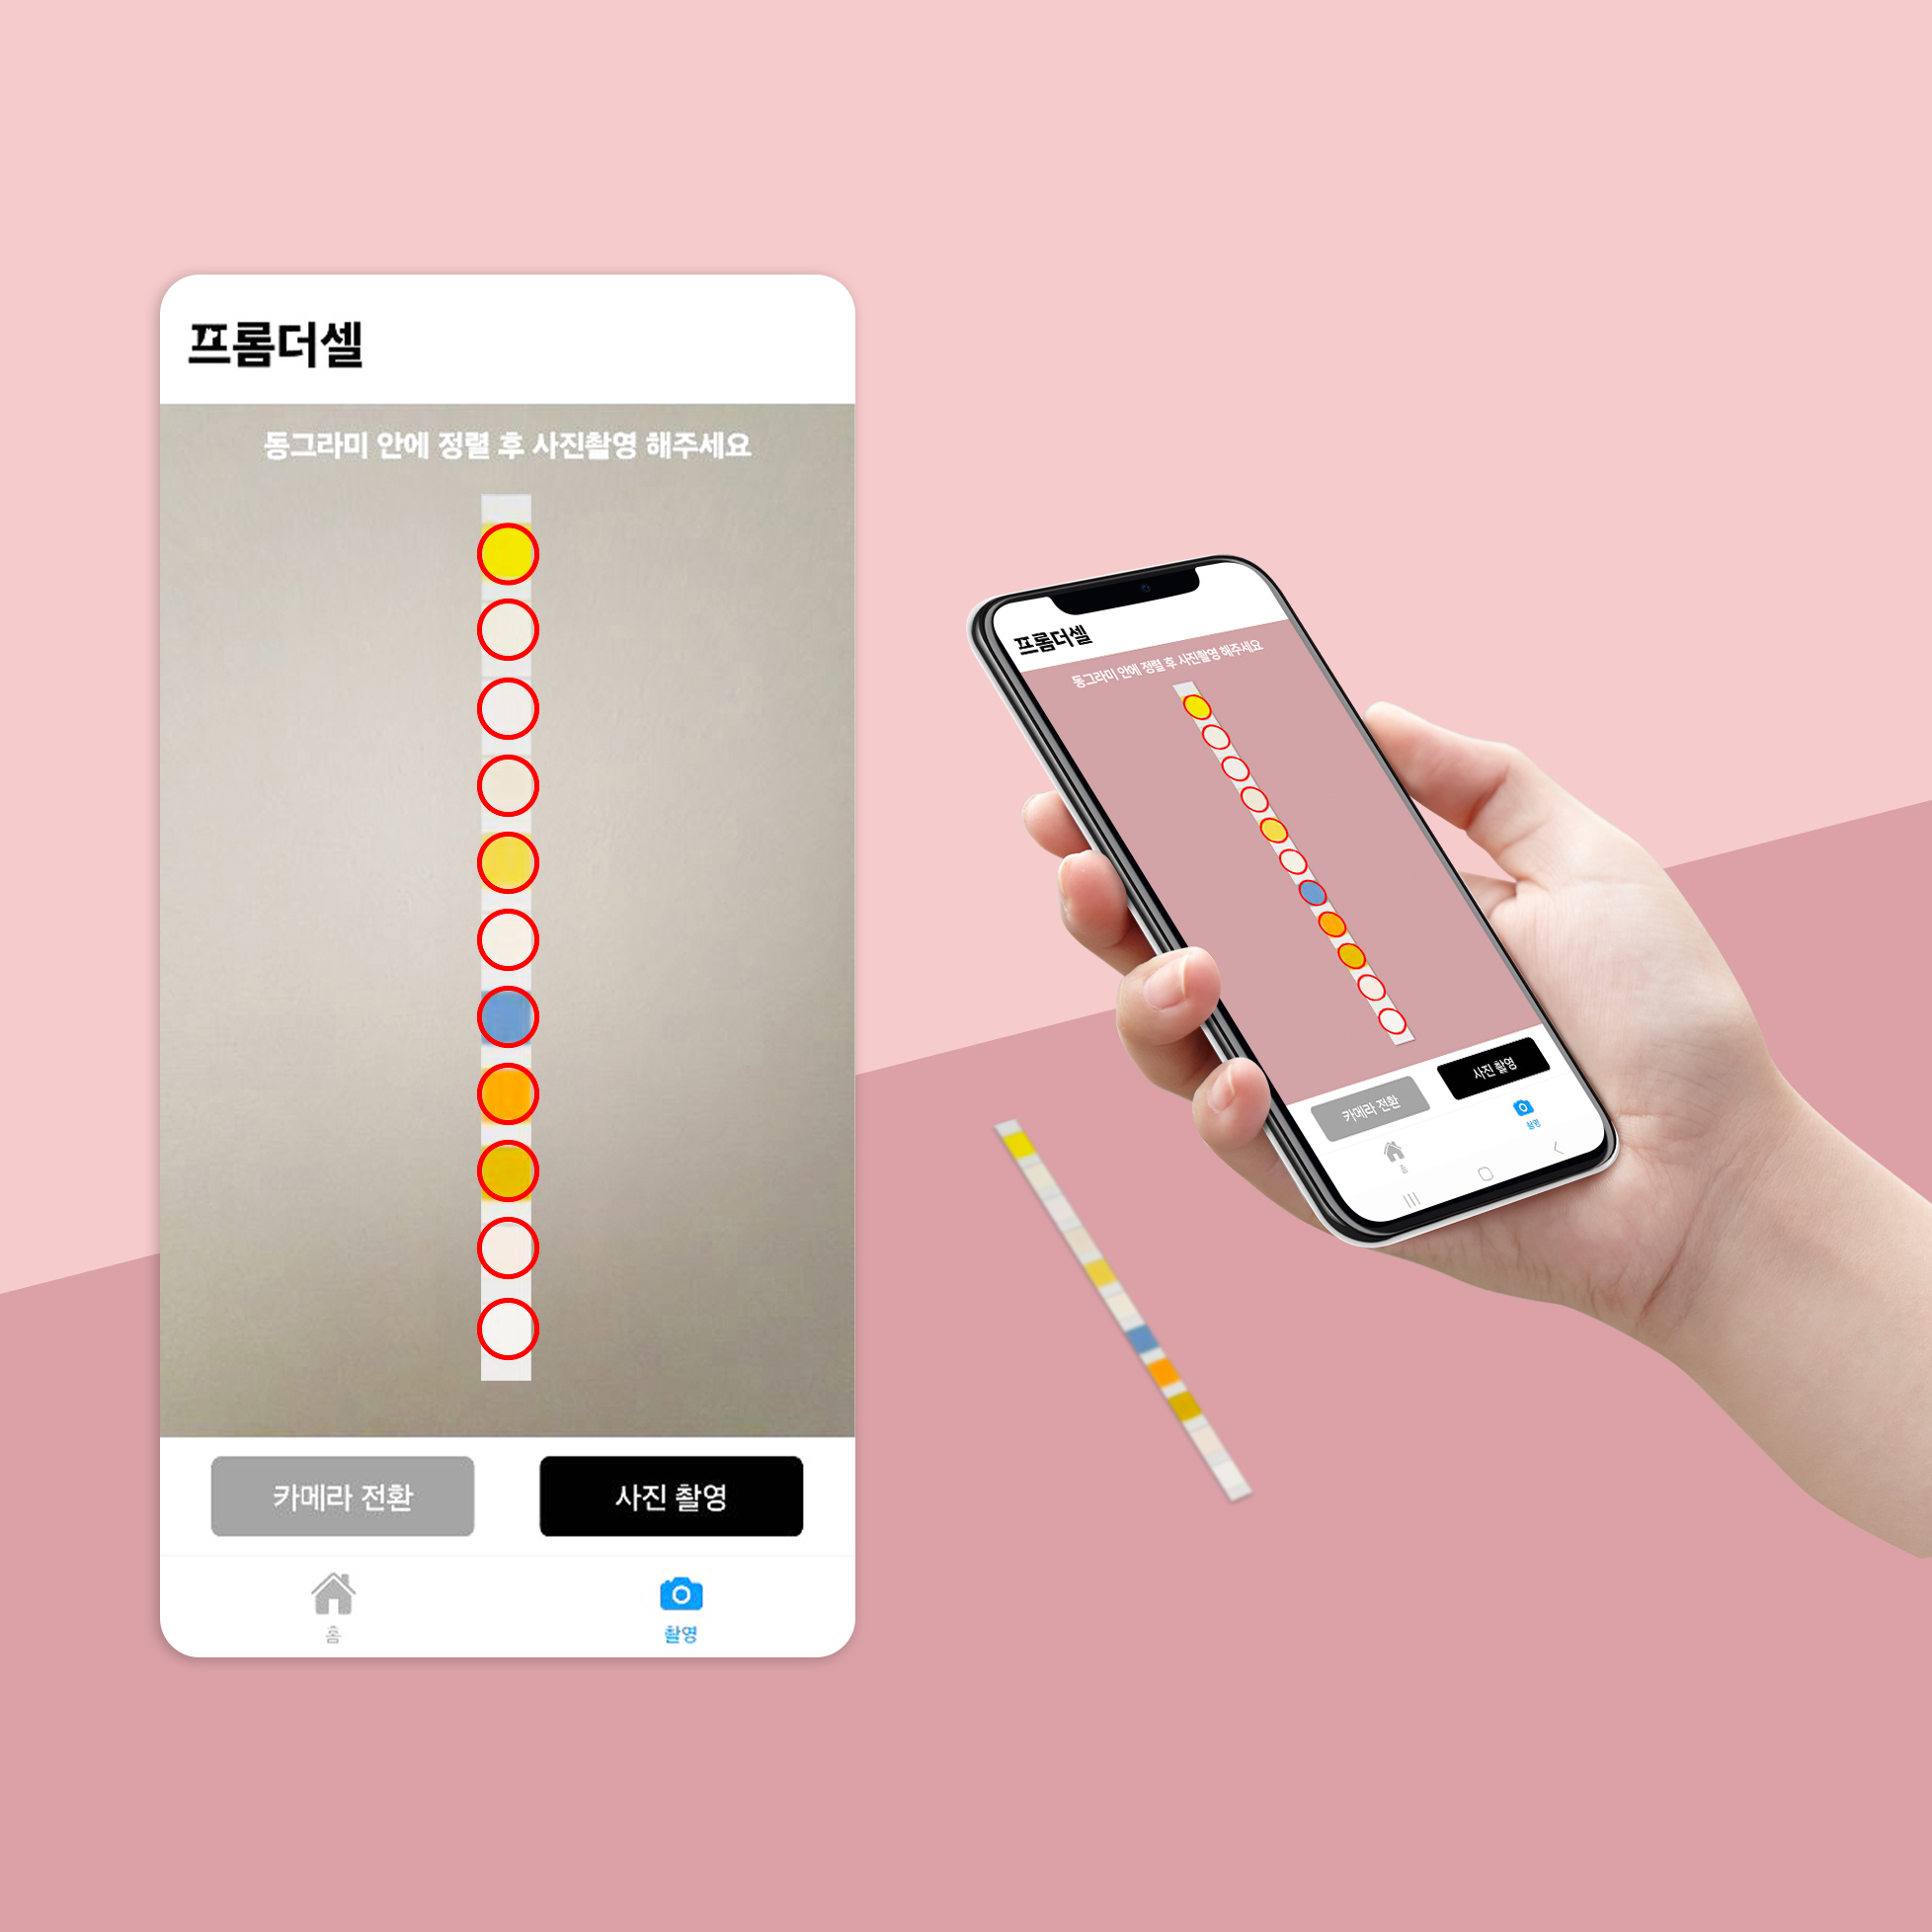 프롬더셀
동그라미 안에 정렬 후 사진촬영 해주세요
카메라 전환
사진 촬영
홈
촬영
프롬더셀
동그라미 안에 정렬 후 사진촬영 해주세요
카메라 전환
사진 촬영
홈
촬영